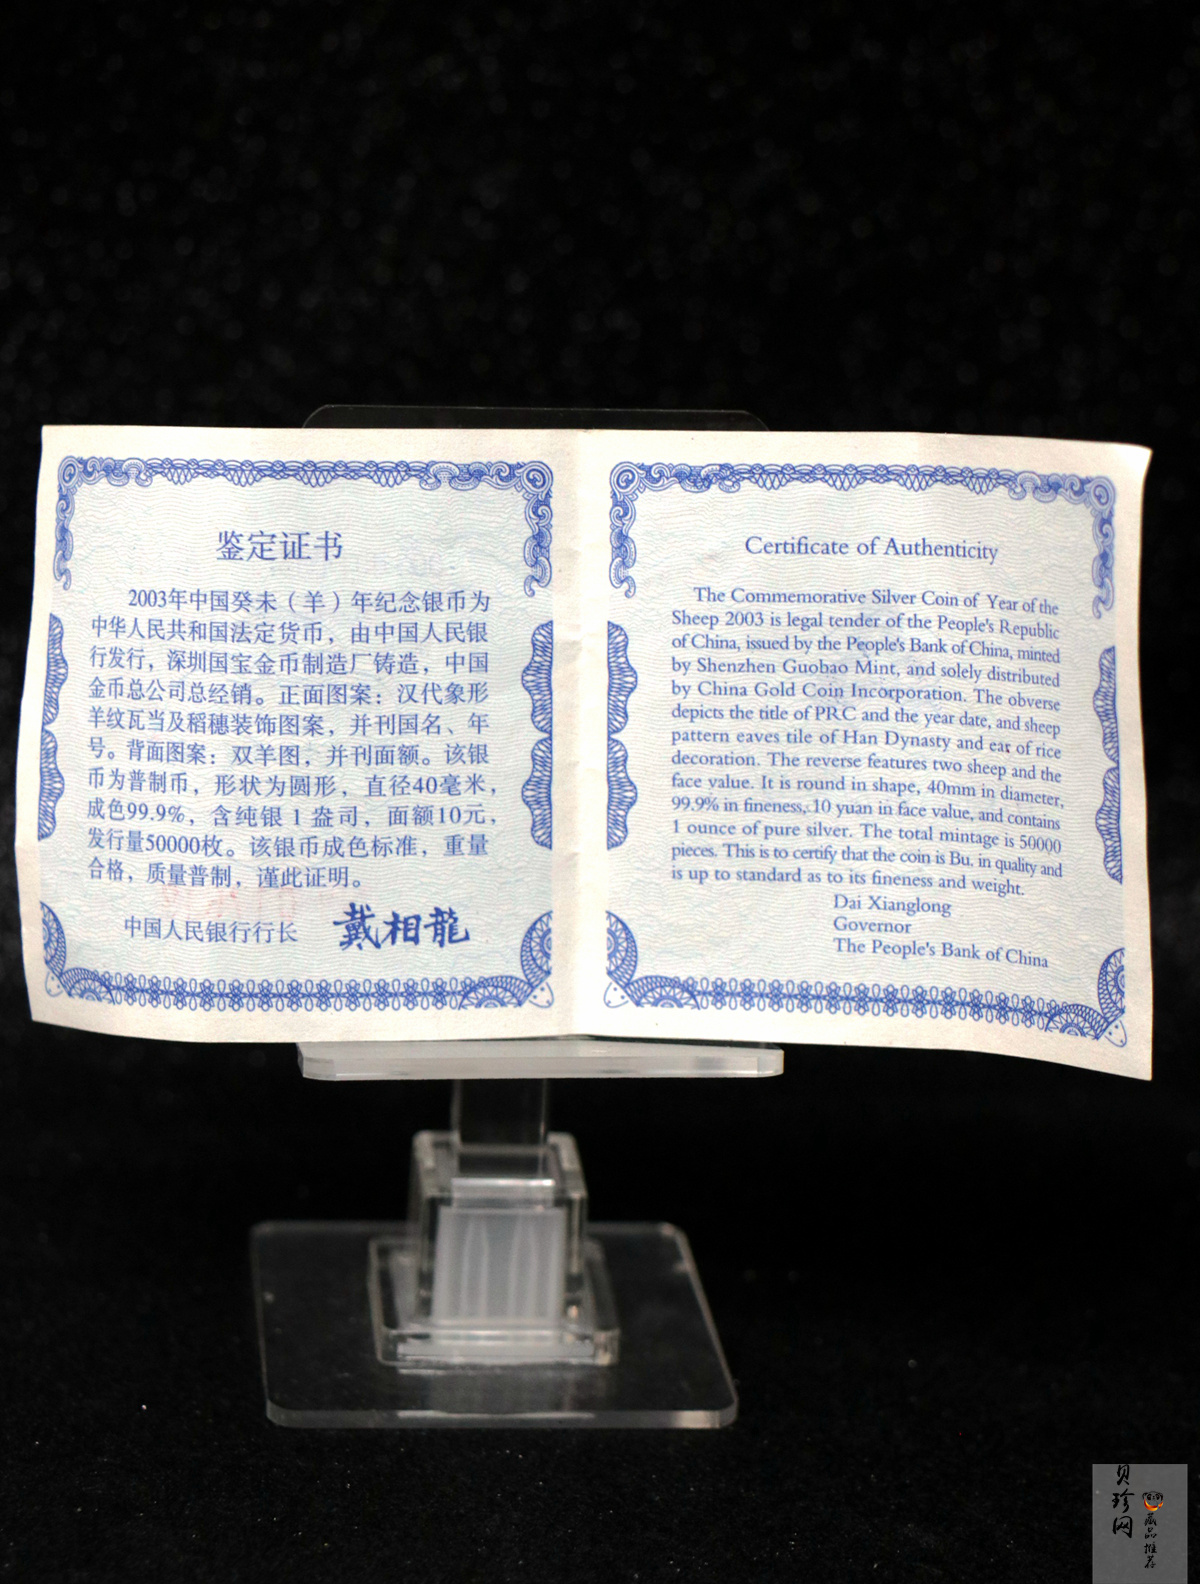 鉴定证书
2003年中国癸未（羊）年纪念银币为
中华人民共和国法定货币，由中国人民银
行发行，深圳国宝金币制造厂铸造，中国
金币总公司总经销。正面图案：汉代象形
羊纹瓦当及稻穗装饰图案，并刊国名、年
号。背面图案：双羊图，并刊面额。该银
币为普制币，形状为圆形，直径40毫米，
成色99.9%，含纯银1盎司，面额10元，
发行量50000枚。该银币成色标准，重量
合格，质量普制，谨此证明。
中国人民银行行长 戴相龍
Certificate of Authenticity
The Commemorative Silver Coin of Year of the
Sheep 2003 is legal tender of the People's Republic
of China, issued by the People's Bank of China, minted
by Shenzhen Guobao Mint, and solely distributed
by China Gold Coin Incorporation. The obverse
depicts the title of PRC and the year date, and sheep
pattern eaves tile of Han Dynasty and ear of rice
decoration. The reverse features two sheep and the
face value. It is round in shape, 40mm in diameter,
99.9% in fineness, 10 yuan in face value, and contains
1 ounce of pure silver. The total mintage is 50000
pieces. This is to certify that the coin is Bu. in quality and
is up to standard as to its fineness and weight.
Dai Xianglong
Governor
The People's Bank of China
贝珍网
藏品推荐